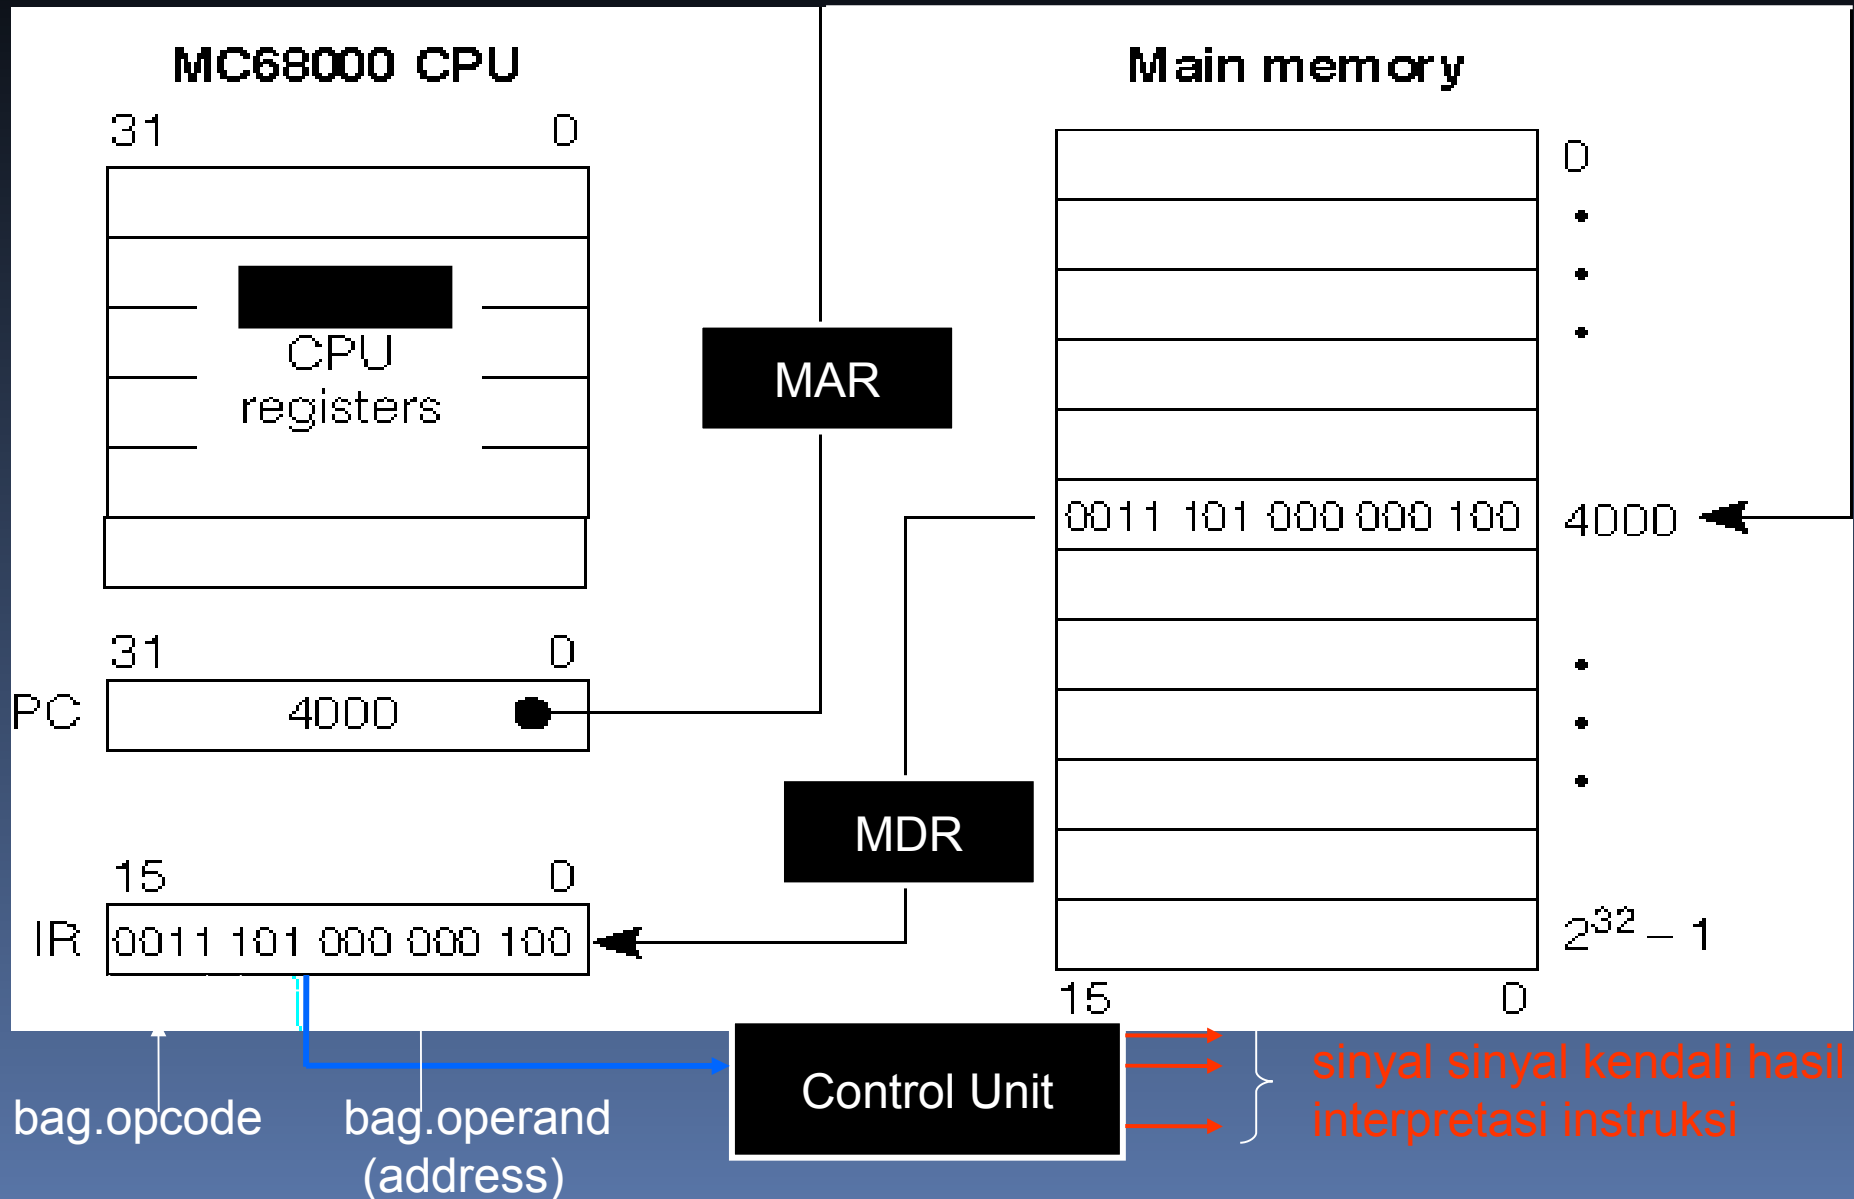 MC68000 CPU
31 0
CPU
registers
31 0
PC 4000
15 0
IR 0011 101 000 000 100
bag.opcode
bag.operand
(address)
MAR
MDR
Control Unit
Main memory
0
0011 101 000 000 100 4000
2³² – 1
15 0
sinyal sinyal kendali hasil
interpretasi instruksi